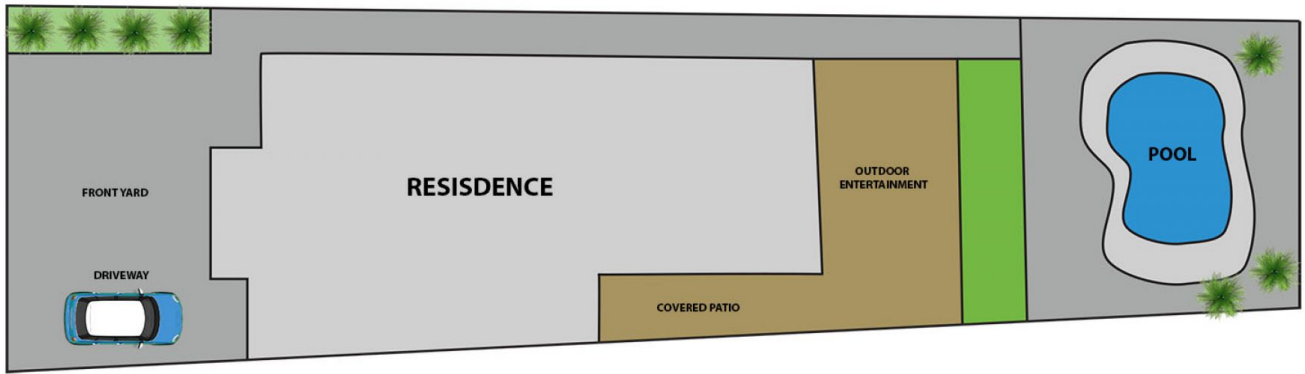 FRONT YARD
DRIVEWAY
RESISDENCE
COVERED PATIO
OUTDOOR
ENTERTAINMENT
POOL